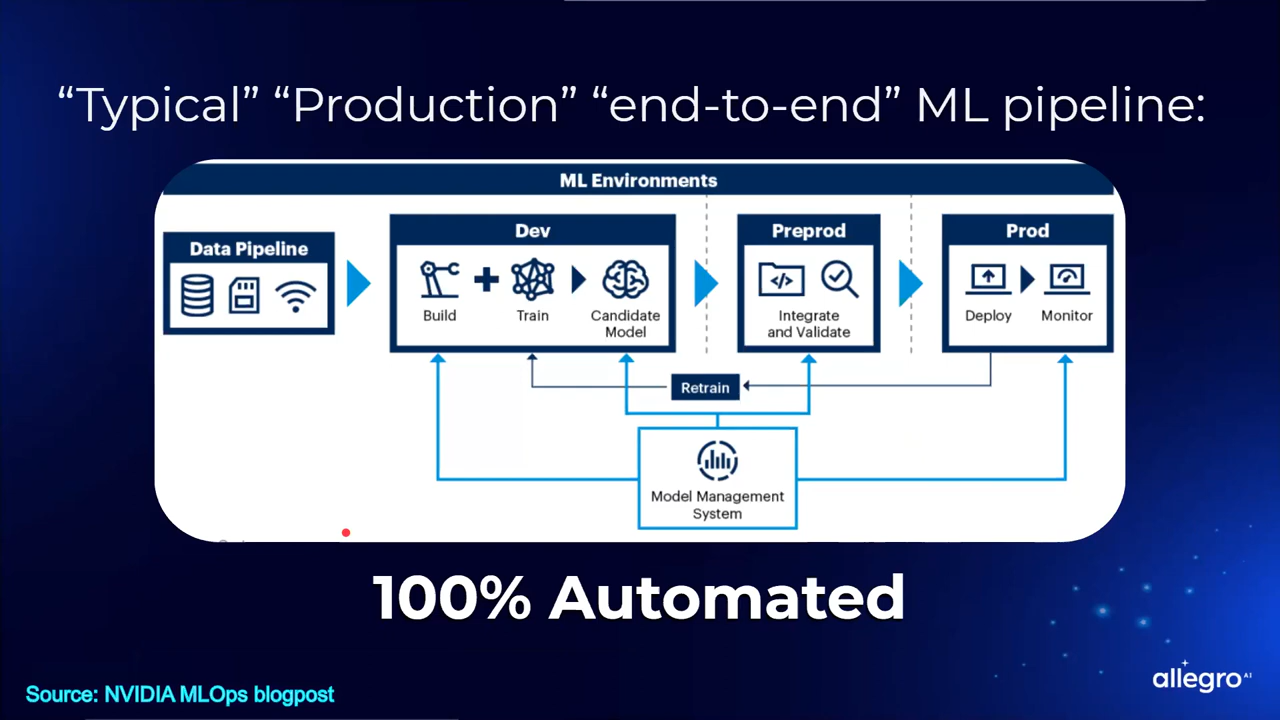 “Typical” “Production” “end-to-end” ML pipeline:
ML Environments
Data Pipeline
Dev
Build
Train
Candidate
Model
Preprod
Integrate
and Validate
Prod
Deploy
Monitor
Retrain
Model Management
System
100% Automated
Source: NVIDIA MLOps blogpost
allegro AI